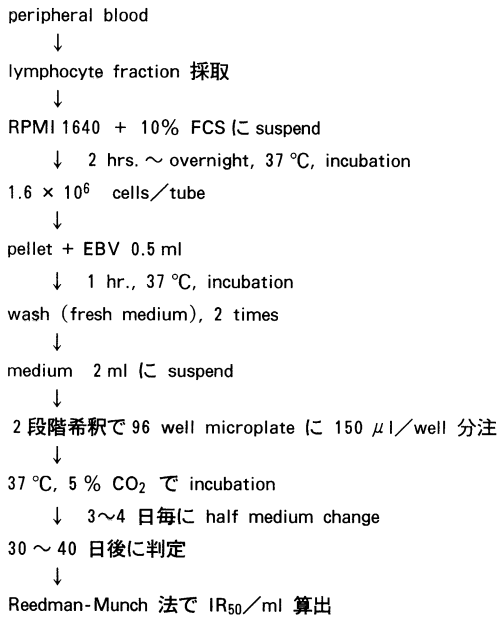 peripheral blood
↓
lymphocyte fraction 採取
↓
RPMI 1640 + 10% FCS に suspend
↓ 2 hrs. ～ overnight, 37 ℃, incubation
1.6 × 10⁶ cells／tube
↓
pellet + EBV 0.5 ml
↓ 1 hr., 37 ℃, incubation
wash (fresh medium), 2 times
↓
medium 2 ml に suspend
↓
2 段階希釈で 96 well microplate に 150 μl／well 分注
↓
37 ℃, 5 % CO₂ で incubation
↓ 3～4 日毎に half medium change
30 ～ 40 日後に判定
↓
Reedman-Munch 法で IR₅₀／ml 算出